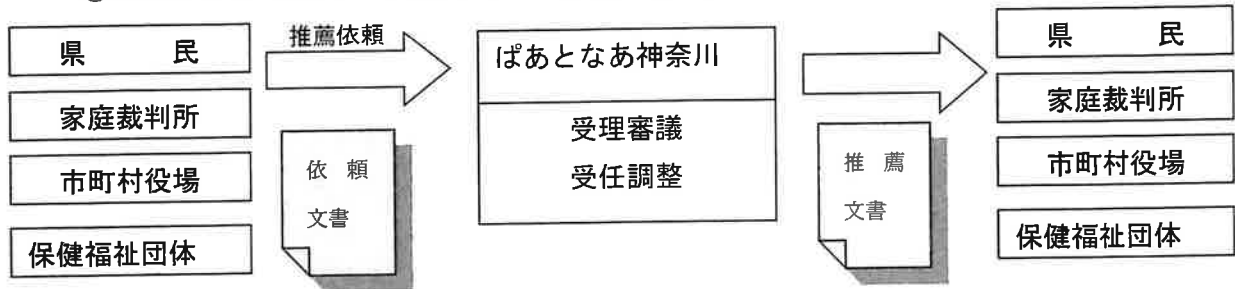 県　　民
家庭裁判所
市町村役場
保健福祉団体
推薦依頼
依　頼
文書
ぱあとなあ神奈川
受理審議
受任調整
推　薦
文書
県　　民
家庭裁判所
市町村役場
保健福祉団体